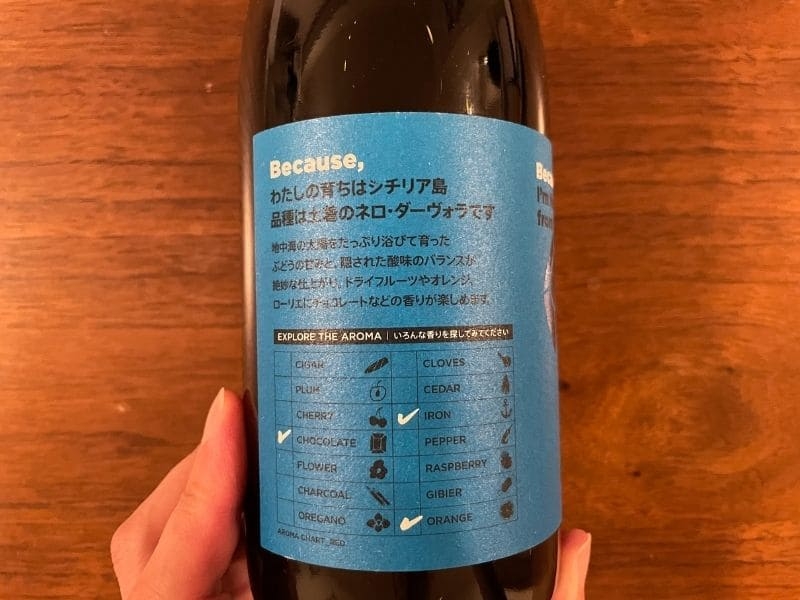 Because,
わたしの育ちはシチリア島
品種は土着のネロ・ダーヴォラです
地中海の太陽をたっぷり浴びて育った
ぶどうの甘みと、隠された酸味のバランスが
絶妙な仕上がり。ドライフルーツやオレンジ、
ローリエにチョコレートなどの香りが楽しめます。
EXPLORE THE AROMA | いろんな香りを探してみてください
CIGAR CLOVES
PLUM CEDAR
CHERRY IRON
CHOCOLATE PEPPER
FLOWER RASPBERRY
CHARCOAL GIBIER
OREGANO ORANGE
AROMA CHART_RED
Beca
I'm
from